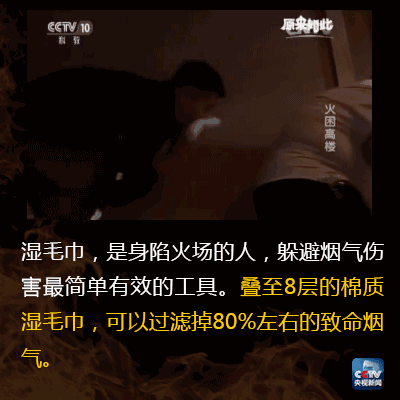 CCTV 10
科教
原来如此
火困高楼
湿毛巾，是身陷火场的人，躲避烟气伤
害最简单有效的工具。叠至8层的棉质
湿毛巾，可以过滤掉80%左右的致命烟
气。
CCTV
央视新闻